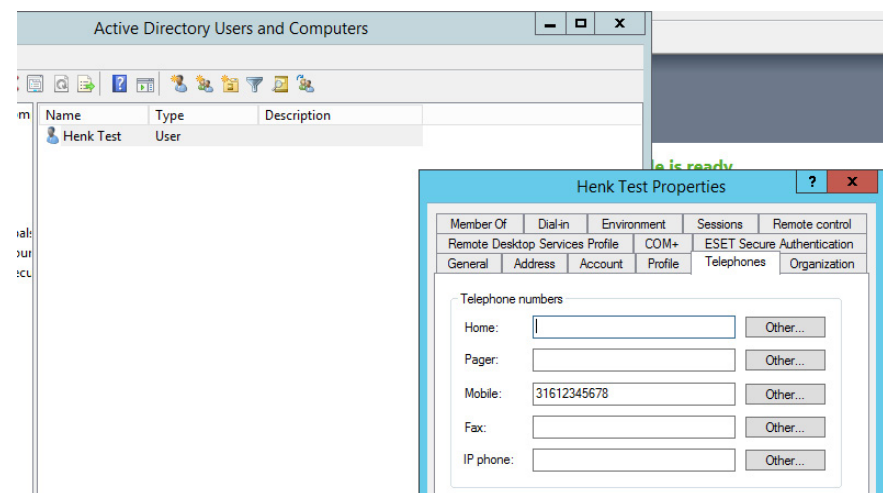 Active Directory Users and Computers
Name Type Description
Henk Test User
is ready
Henk Test Properties
Member Of Dial-in Environment Sessions Remote control
Remote Desktop Services Profile COM+ ESET Secure Authentication
General Address Account Profile Telephones Organization
Telephone numbers
Home: Other...
Pager: Other...
Mobile: 31612345678 Other...
Fax: Other...
IP phone: Other...